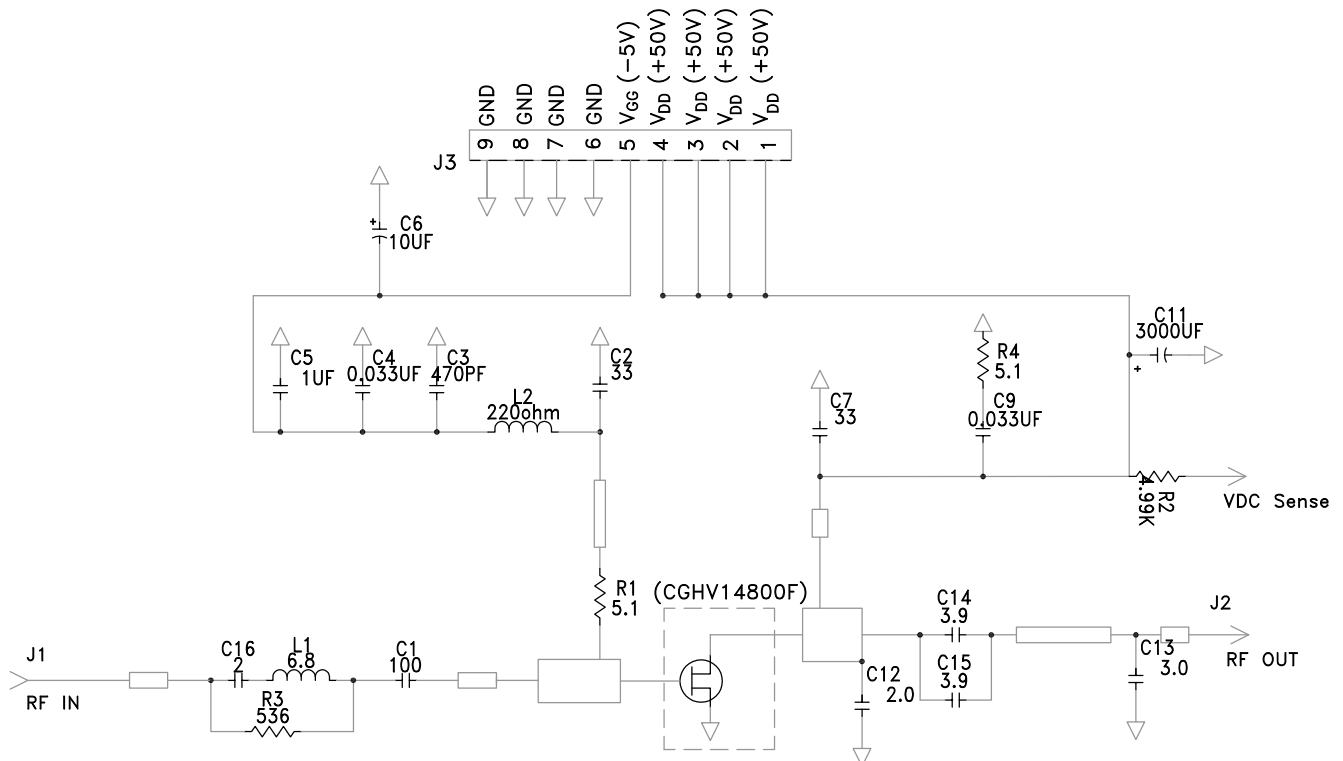 GND
GND
GND
GND
VGG (-5V)
VDD (+50V)
VDD (+50V)
VDD (+50V)
VDD (+50V)
J3
9
8
7
6
5
4
3
2
1
+
C6
10UF
C5
1UF
C4
0.033UF
C3
470PF
L2
220ohm
C2
33
C7
33
R4
5.1
C9
0.033UF
C11
3000UF
+
R2
4.99K
VDC Sense
R1
5.1
(CGHV14800F)
J1
RF IN
C16
2
L1
6.8
R3
536
C1
100
C12
2.0
C14
3.9
C15
3.9
C13
3.0
J2
RF OUT